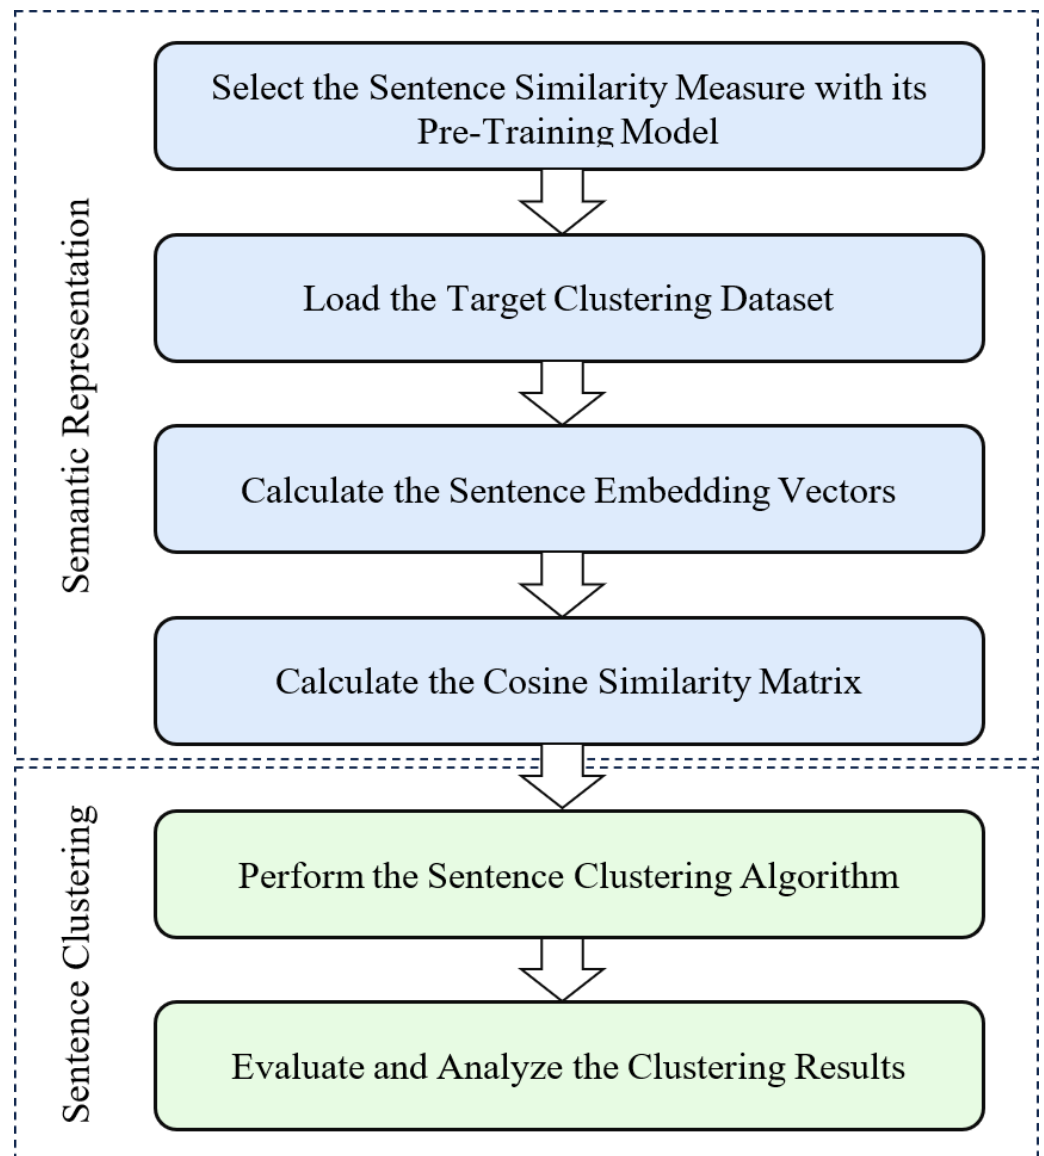 Semantic Representation
Select the Sentence Similarity Measure with its
Pre-Training Model
Load the Target Clustering Dataset
Calculate the Sentence Embedding Vectors
Calculate the Cosine Similarity Matrix
Sentence Clustering
Perform the Sentence Clustering Algorithm
Evaluate and Analyze the Clustering Results